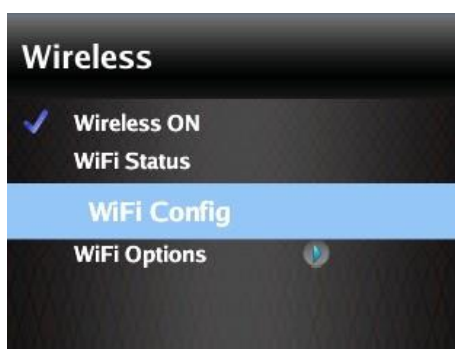 Wireless
Wireless ON
WiFi Status
WiFi Config
WiFi Options